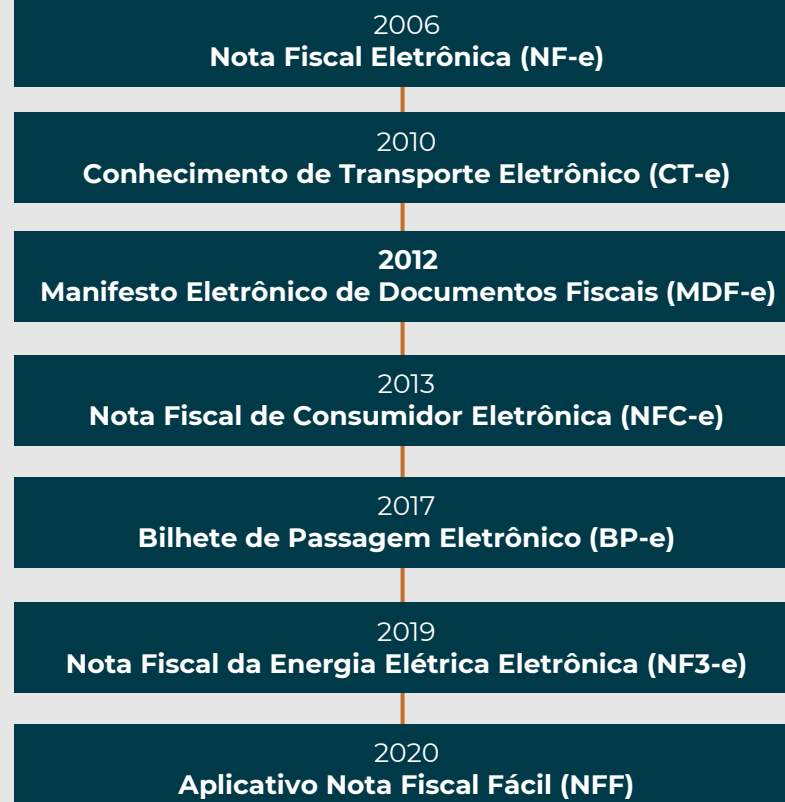 2006
Nota Fiscal Eletrônica (NF-e)
2010
Conhecimento de Transporte Eletrônico (CT-e)
2012
Manifesto Eletrônico de Documentos Fiscais (MDF-e)
2013
Nota Fiscal de Consumidor Eletrônica (NFC-e)
2017
Bilhete de Passagem Eletrônico (BP-e)
2019
Nota Fiscal da Energia Elétrica Eletrônica (NF3-e)
2020
Aplicativo Nota Fiscal Fácil (NFF)